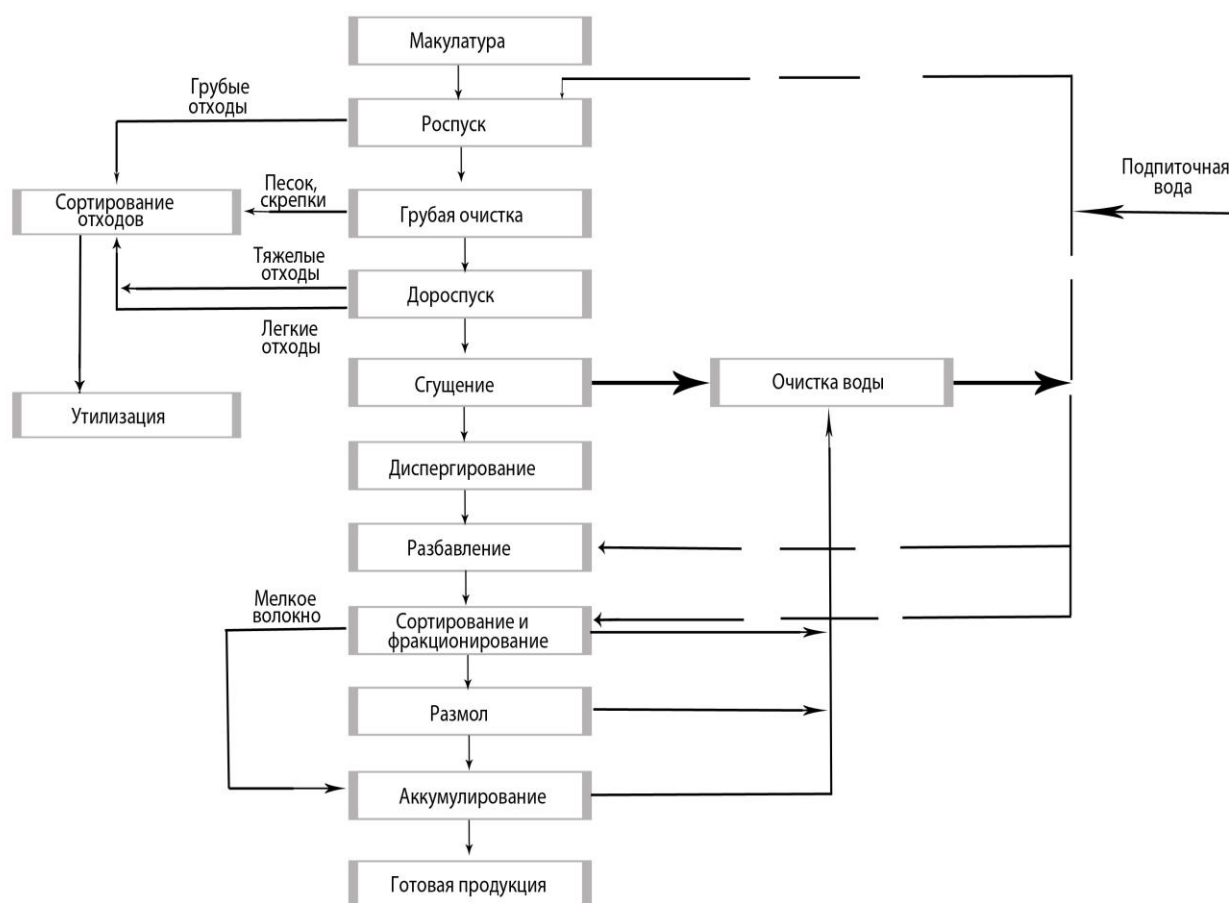 Макулатура
Грубые
отходы
Роспуск
Подпиточная
вода
Песок,
скрепки
Сортирование
отходов
Грубая очистка
Тяжелые
отходы
Дороспуск
Легкие
отходы
Сгущение
Очистка воды
Утилизация
Диспергирование
Разбавление
Мелкое
волокно
Сортирование и
фракционирование
Размол
Аккумулирование
Готовая продукция